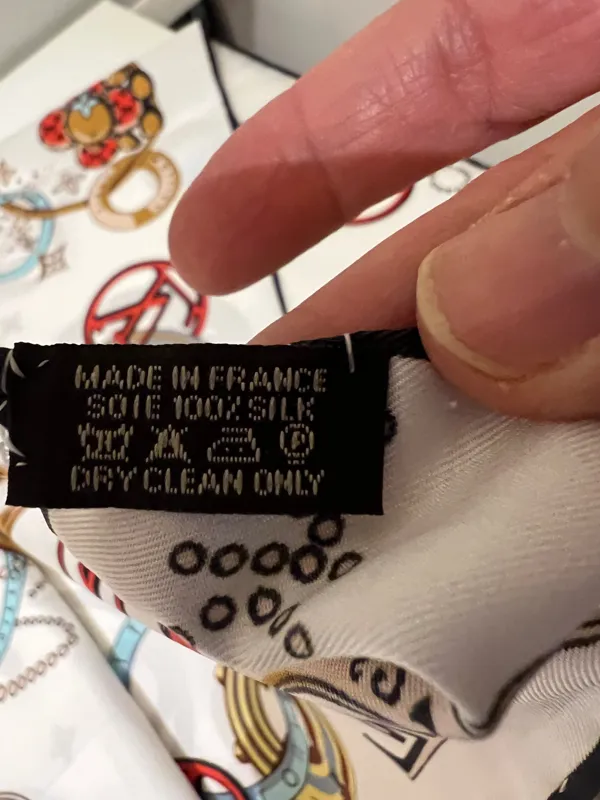 MADE IN FRANCE
SOIE 100% SILK
P
DRY CLEAN ONLY